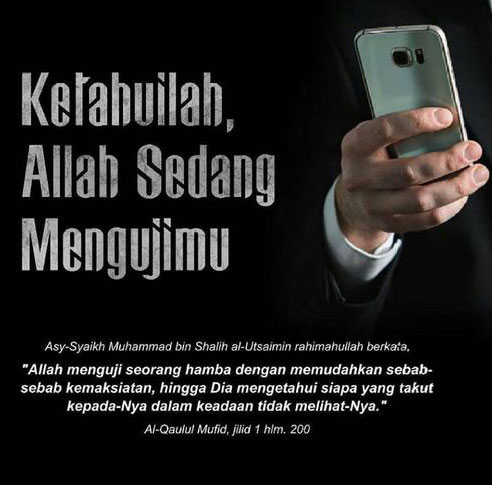 Ketahuilah,
Allah Sedang
Mengujimu
Asy-Syaikh Muhammad bin Shalih al-Utsaimin rahimahullah berkata,
"Allah menguji seorang hamba dengan memudahkan sebab-
sebab kemaksiatan, hingga Dia mengetahui siapa yang takut
kepada-Nya dalam keadaan tidak melihat-Nya."
Al-Qaulul Mufid, jilid 1 hlm. 200